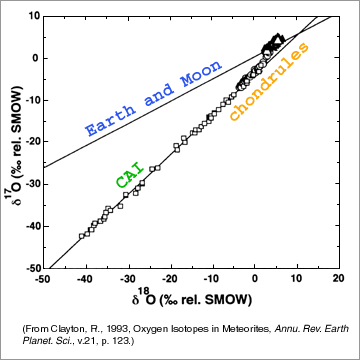 10
0
-10
-20
-30
-40
-50
δ¹⁷O (‰ rel. SMOW)
Earth and Moon
chondrules
CAI
-50 -40 -30 -20 -10 0 10 20
δ¹⁸O (‰ rel. SMOW)
(From Clayton, R., 1993, Oxygen Isotopes in Meteorites, Annu. Rev. Earth
Planet. Sci., v.21, p. 123.)